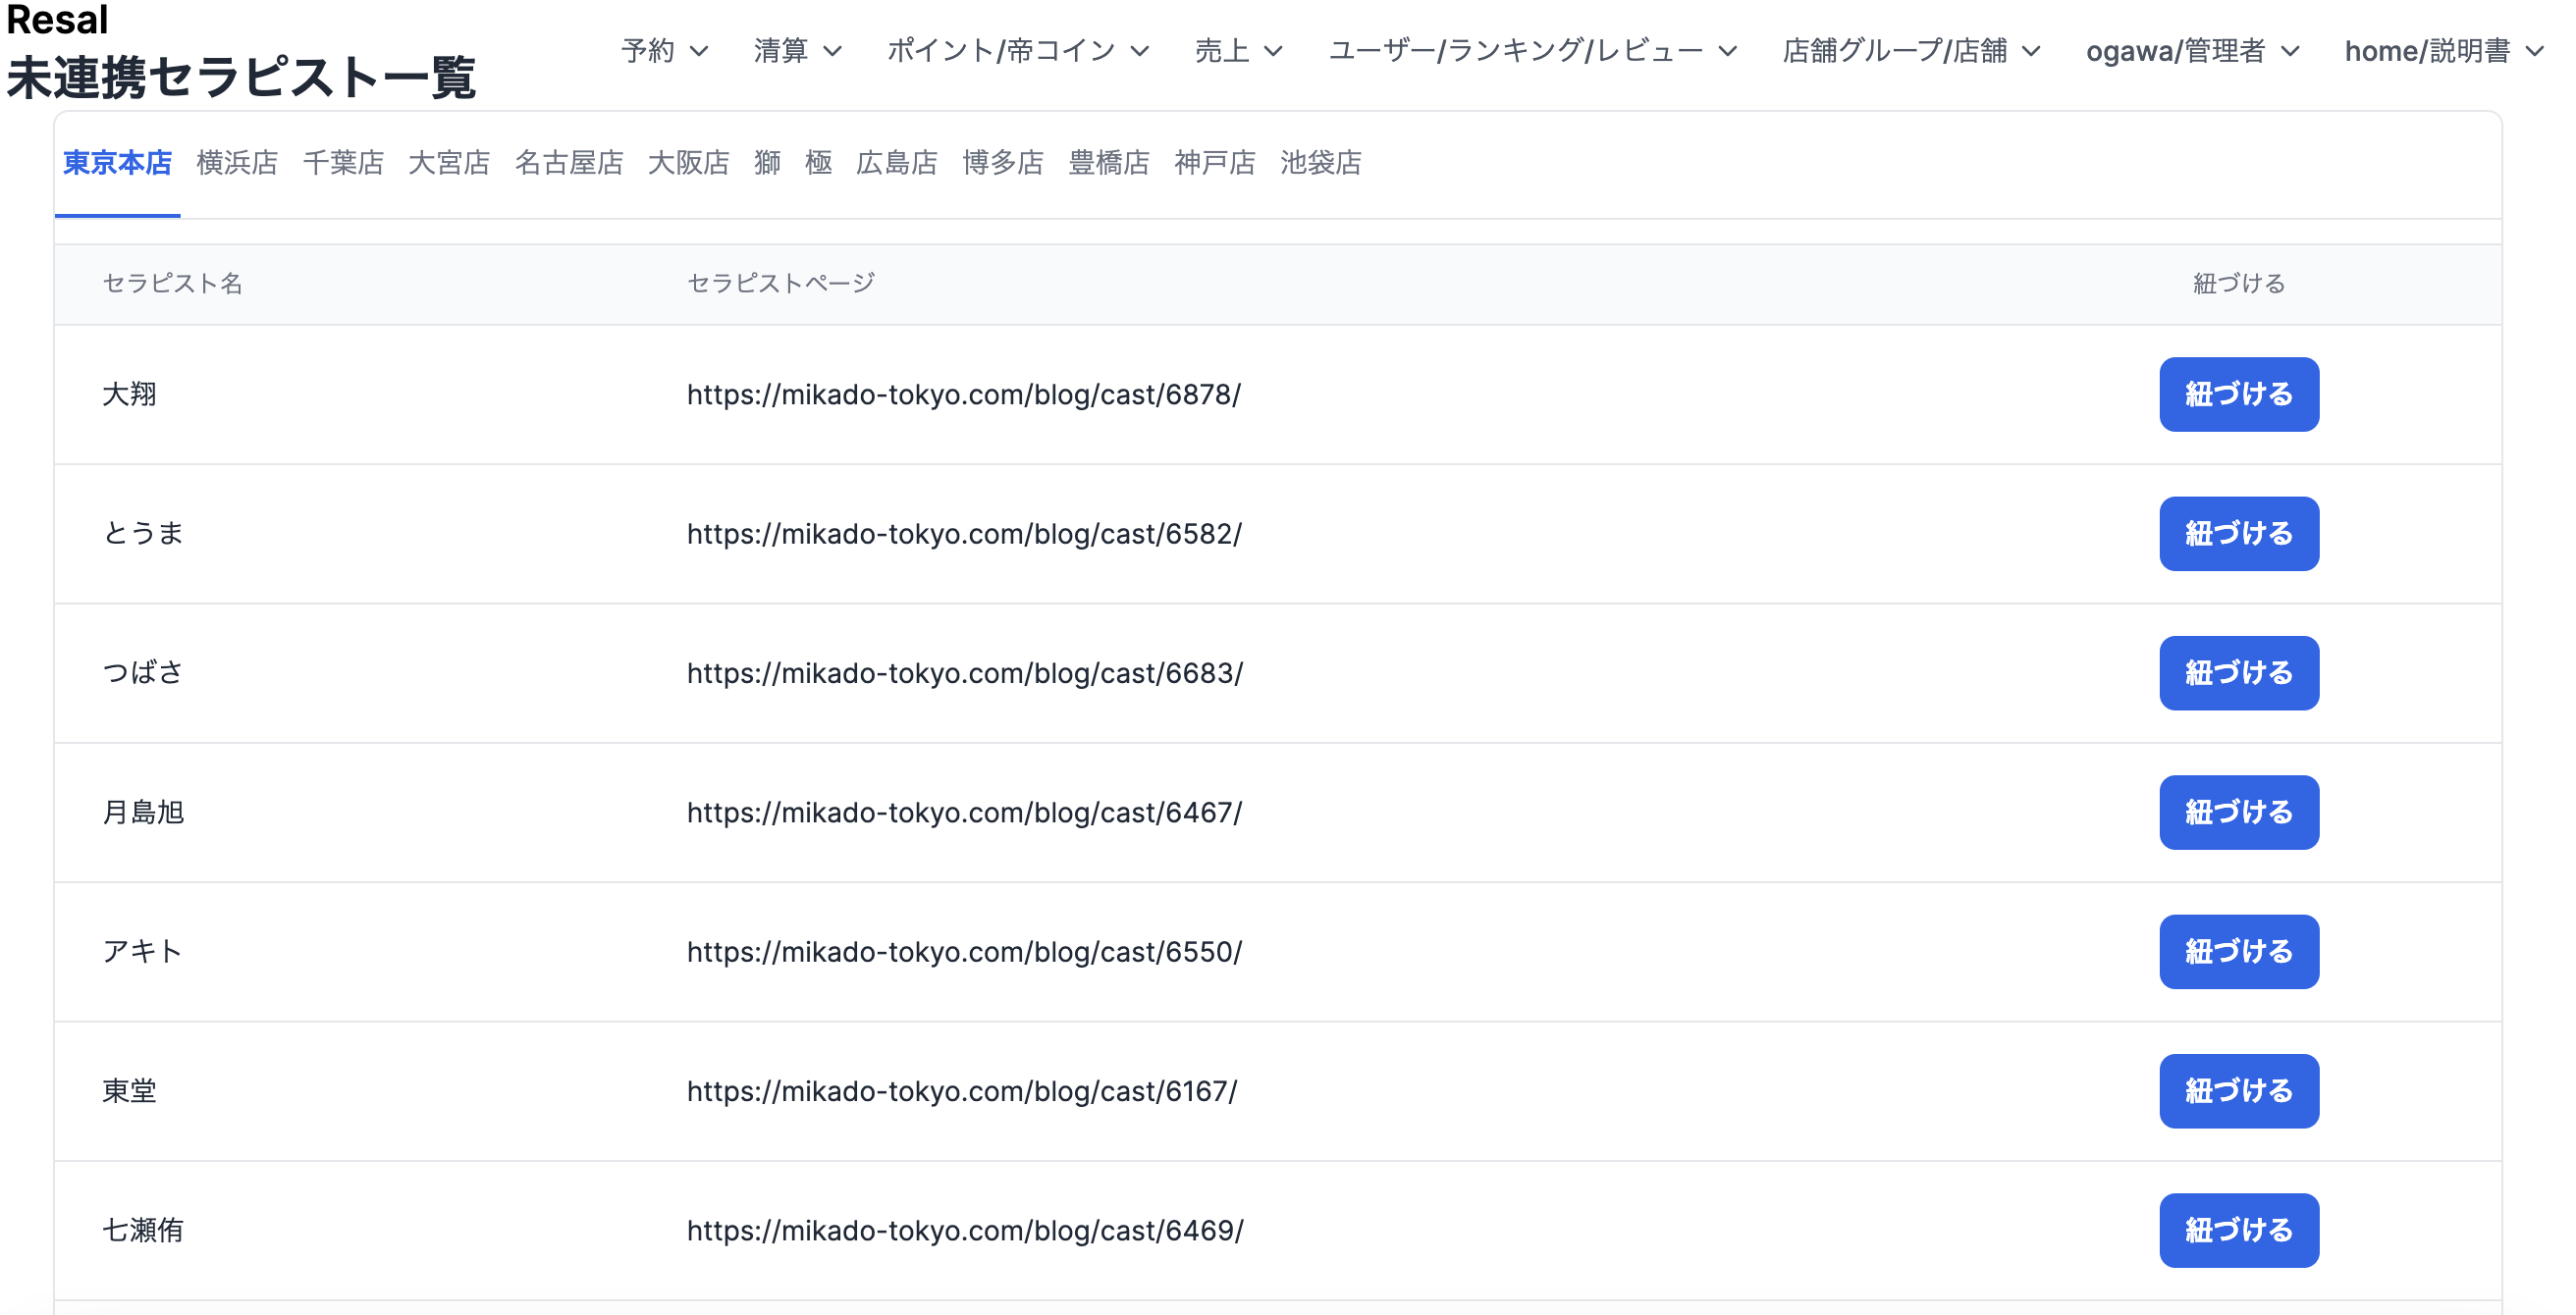 Resal
未連携セラピスト一覧
予約 清算 ポイント/帝コイン 売上 ユーザー/ランキング/レビュー 店舗グループ/店舗 ogawa/管理者 home/説明書
東京本店 横浜店 千葉店 大宮店 名古屋店 大阪店 獅 極 広島店 博多店 豊橋店 神戸店 池袋店
セラピスト名 セラピストページ 紐づける
大翔 https://mikado-tokyo.com/blog/cast/6878/ 紐づける
とうま https://mikado-tokyo.com/blog/cast/6582/ 紐づける
つばさ https://mikado-tokyo.com/blog/cast/6683/ 紐づける
月島旭 https://mikado-tokyo.com/blog/cast/6467/ 紐づける
アキト https://mikado-tokyo.com/blog/cast/6550/ 紐づける
東堂 https://mikado-tokyo.com/blog/cast/6167/ 紐づける
七瀬侑 https://mikado-tokyo.com/blog/cast/6469/ 紐づける